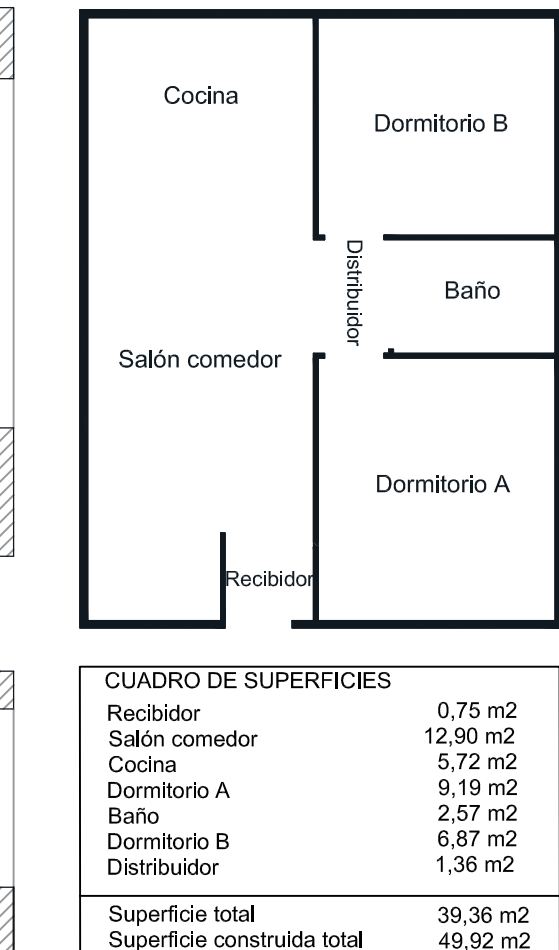 Cocina
Dormitorio B
Distribuidor
Baño
Salón comedor
Dormitorio A
Recibidor
CUADRO DE SUPERFICIES
Recibidor 0,75 m2
Salón comedor 12,90 m2
Cocina 5,72 m2
Dormitorio A 9,19 m2
Baño 2,57 m2
Dormitorio B 6,87 m2
Distribuidor 1,36 m2
Superficie total 39,36 m2
Superficie construida total 49,92 m2